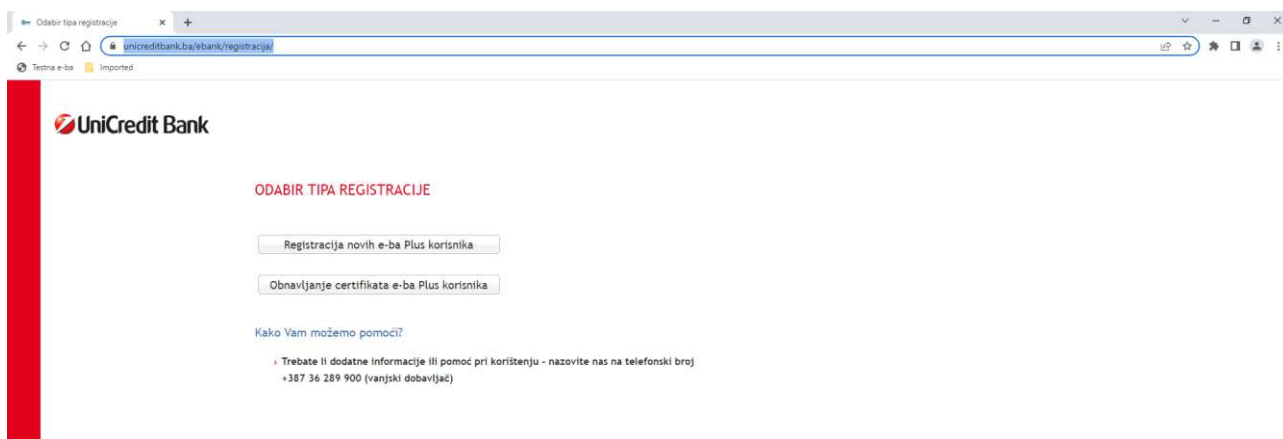 Odabir tipa registracije
unicreditbank.ba/ebank/registracija/
Testna e-ba Imported
UniCredit Bank
ODABIR TIPA REGISTRACIJE
Registracija novih e-ba Plus korisnika
Obnavljanje certifikata e-ba Plus korisnika
Kako Vam možemo pomoći?
Trebate li dodatne informacije ili pomoć pri korištenju - nazovite nas na telefonski broj
+387 36 289 900 (vanjski dobavljač)